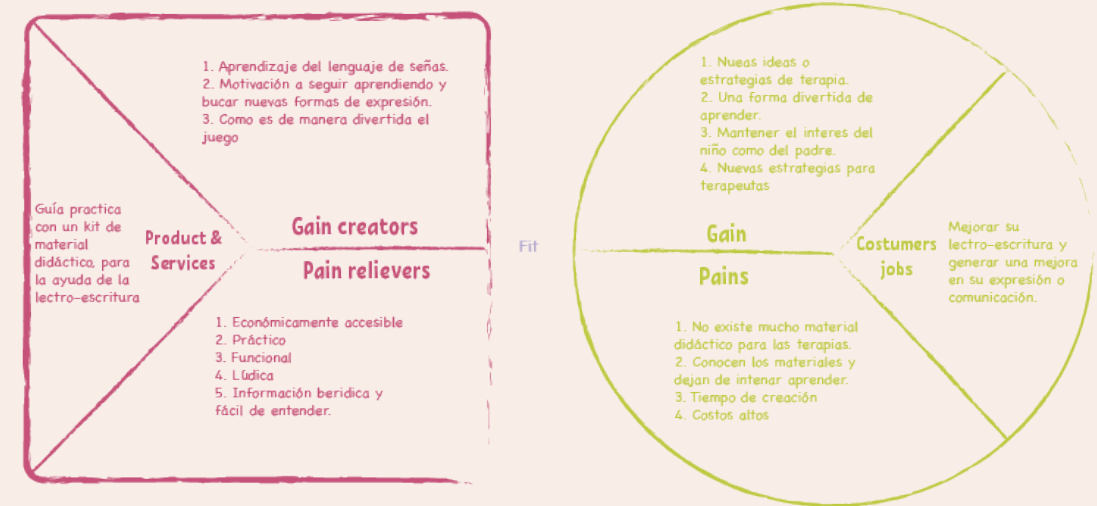 1. Aprendizaje del lenguaje de señas.
2. Motivación a seguir aprendiendo y
bucar nuevas formas de expresión.
3. Como es de manera divertida el
juego
Guía practica
con un kit de
material
didáctico, para
la ayuda de la
lectro-escritura
Product &
Services
Gain creators
Pain relievers
1. Económicamente accesible
2. Práctico
3. Funcional
4. Lúdica
5. Información beridica y
fácil de entender.
Fit
1. Nueas ideas o
estrategias de terapia.
2. Una forma divertida de
aprender.
3. Mantener el interes del
niño como del padre.
4. Nuevas estrategias para
terapeutas
Gain
Pains
Costumers
jobs
Mejorar su
lectro-escritura y
generar una mejora
en su expresión o
comunicación.
1. No existe mucho material
didáctico para las terapias.
2. Conocen los materiales y
dejan de intenar aprender.
3. Tiempo de creación
4. Costos altos